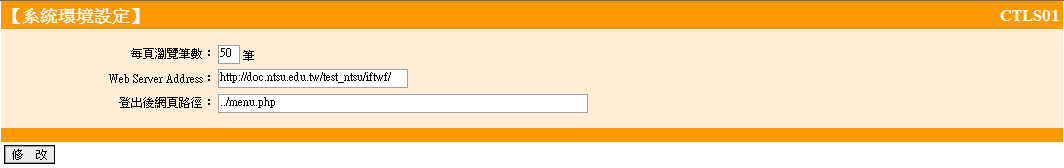 【系統環境設定】 CTLS01
每頁瀏覽筆數： 50 筆
Web Server Address： http://doc.ntsu.edu.tw/test_ntsu/iftwf/
登出後網頁路徑： ../menu.php
修 改